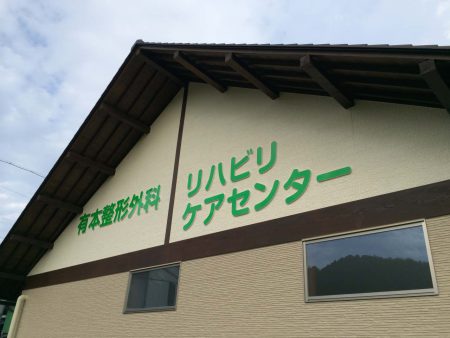 有本整形外科
リハビリ
ケアセンター